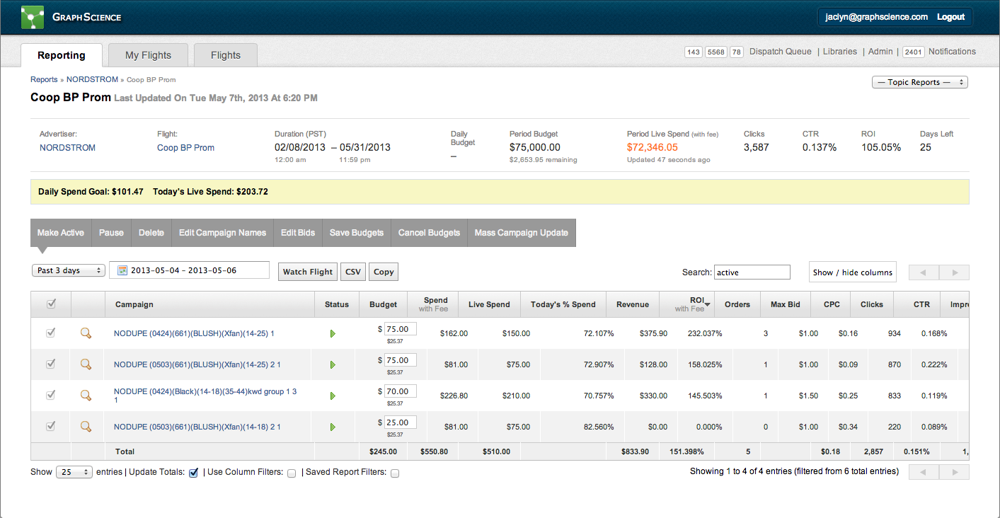 GRAPHSCIENCE
jaclyn@graphscience.com Logout
Reporting My Flights Flights
143 5568 78 Dispatch Queue | Libraries | Admin | 2401 Notifications
Reports » NORDSTROM » Coop BP Prom
— Topic Reports —
Coop BP Prom Last Updated On Tue May 7th, 2013 At 6:20 PM
Advertiser: Flight: Duration (PST) Daily Budget Period Budget Period Live Spend (with fee) Clicks CTR ROI Days Left
NORDSTROM Coop BP Prom 02/08/2013 – 05/31/2013 – $75,000.00 $72,346.05 3,587 0.137% 105.05% 25
12:00 am 11:59 pm $2,653.95 remaining Updated 47 seconds ago
Daily Spend Goal: $101.47 Today's Live Spend: $203.72
Make Active Pause Delete Edit Campaign Names Edit Bids Save Budgets Cancel Budgets Mass Campaign Update
Past 3 days 2013-05-04 - 2013-05-06 Watch Flight CSV Copy Search: active Show / hide columns
Campaign Status Budget Spend with Fee Live Spend Today's % Spend Revenue ROI with Fee Orders Max Bid CPC Clicks CTR Impre
NODUPE (0424)(661)(BLUSH)(Xfan)(14-25) 1 $ 75.00 $162.00 $150.00 72.107% $375.90 232.037% 3 $1.00 $0.16 934 0.168%
$25.37
NODUPE (0503)(661)(BLUSH)(Xfan)(14-25) 2 1 $ 75.00 $81.00 $75.00 72.907% $128.00 158.025% 1 $1.00 $0.09 870 0.222%
$25.37
NODUPE (0424)(Black)(14-18)(35-44)kwd group 1 3 $ 70.00 $226.80 $210.00 70.757% $330.00 145.503% 1 $1.50 $0.25 833 0.119%
1 $25.37
NODUPE (0503)(661)(BLUSH)(Xfan)(14-18) 2 1 $ 25.00 $81.00 $75.00 82.560% $0.00 0.000% 0 $1.00 $0.34 220 0.089%
$25.37
Total $245.00 $550.80 $510.00 $833.90 151.398% 5 $0.18 2,857 0.151% 1,
Show 25 entries | Update Totals: | Use Column Filters: | Saved Report Filters: Showing 1 to 4 of 4 entries (filtered from 6 total entries)